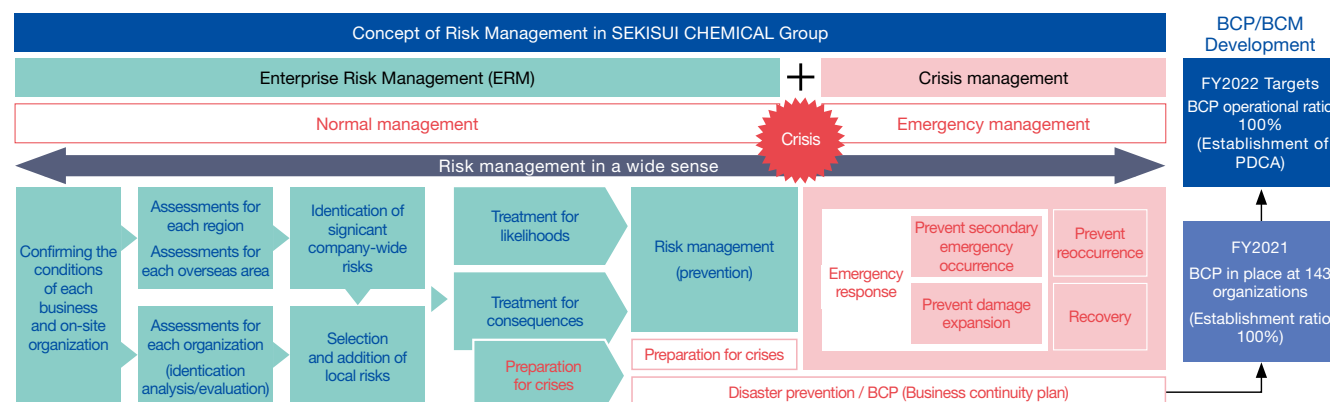 Concept of Risk Management in SEKISUI CHEMICAL Group
BCP/BCM
Development
Enterprise Risk Management (ERM)
+
Crisis management
Normal management
Crisis
Emergency management
Risk management in a wide sense
FY2022 Targets
BCP operational ratio
100%
(Establishment of
PDCA)
Confirming the
conditions
of each
business
and on-site
organization
Assessments for
each region
Assessments for
each overseas area
Assessments for
each organization
(identication
analysis/evaluation)
Identication of
signicant
company-wide
risks
Selection
and addition of
local risks
Treatment for
likelihoods
Treatment for
consequences
Preparation
for crises
Risk management
(prevention)
Preparation for crises
Emergency
response
Prevent secondary
emergency
occurrence
Prevent damage
expansion
Prevent
reoccurrence
Recovery
Disaster prevention / BCP (Business continuity plan)
FY2021
BCP in place at 143
organizations
(Establishment ratio
100%)